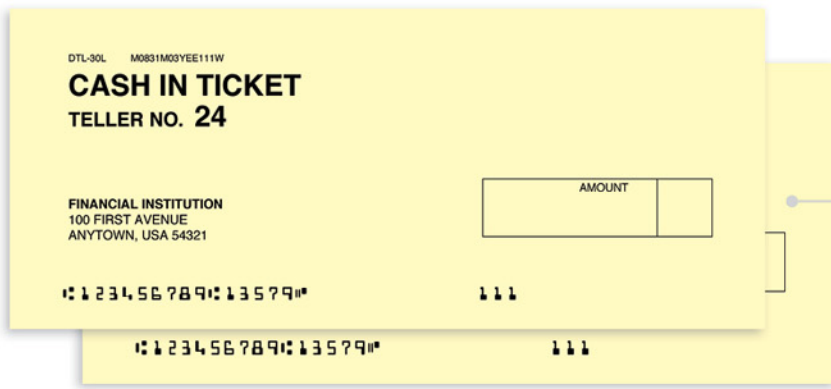 DTL-30L M0831M03YEE111W
CASH IN TICKET
TELLER NO. 24
AMOUNT
FINANCIAL INSTITUTION
100 FIRST AVENUE
ANYTOWN, USA 54321
⑆123456789⑆13579⑈ 111
⑆123456789⑆13579⑈ 111